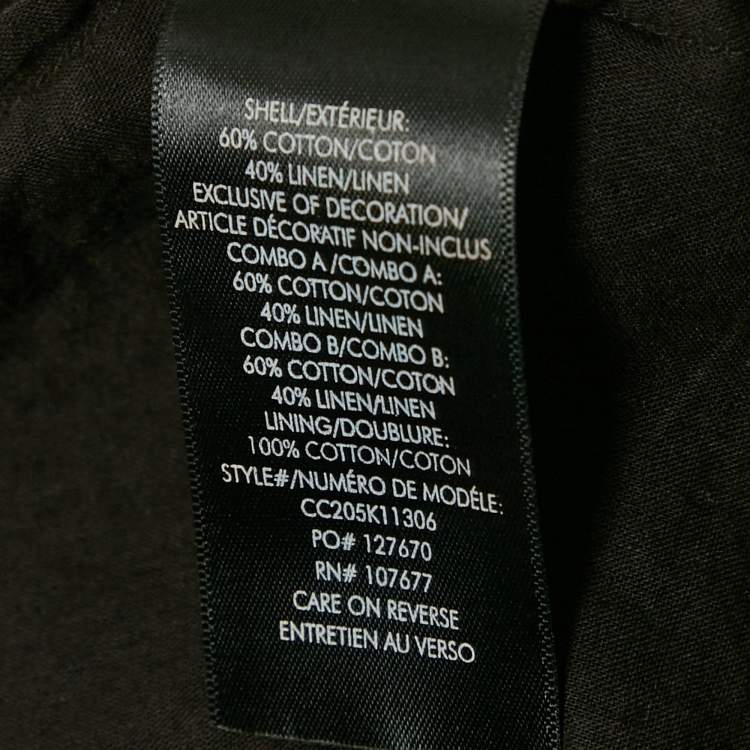 SHELL/EXTÉRIEUR:
60% COTTON/COTON
40% LINEN/LINEN
EXCLUSIVE OF DECORATION/
ARTICLE DÉCORATIF NON-INCLUS
COMBO A /COMBO A:
60% COTTON/COTON
40% LINEN/LINEN
COMBO B/COMBO B:
60% COTTON/COTON
40% LINEN/LINEN
LINING/DOUBLURE:
100% COTTON/COTON
STYLE#/NUMÉRO DE MODÉLE:
CC205K11306
PO# 127670
RN# 107677
CARE ON REVERSE
ENTRETIEN AU VERSO